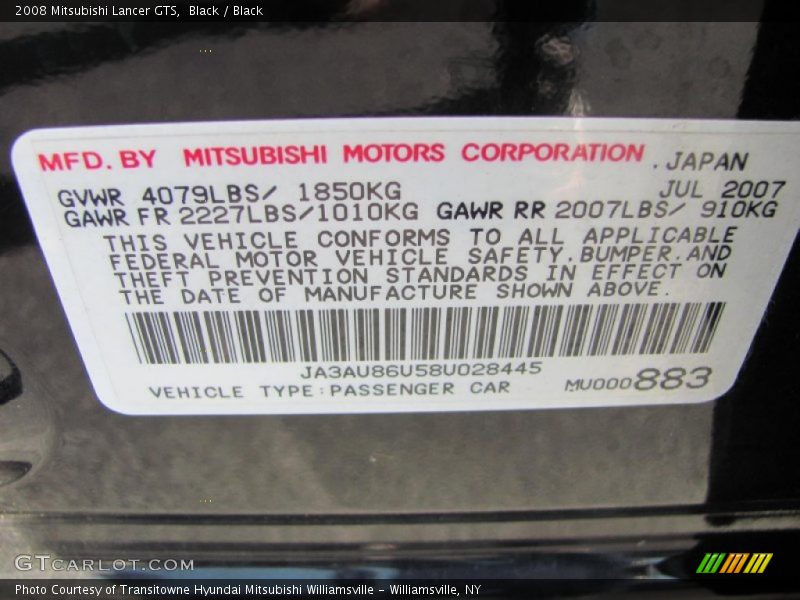 2008 Mitsubishi Lancer GTS, Black / Black
MFD. BY MITSUBISHI MOTORS CORPORATION . JAPAN
GVWR 4079LBS/ 1850KG JUL 2007
GAWR FR 2227LBS/1010KG GAWR RR 2007LBS/ 910KG
THIS VEHICLE CONFORMS TO ALL APPLICABLE
FEDERAL MOTOR VEHICLE SAFETY.BUMPER.AND
THEFT PREVENTION STANDARDS IN EFFECT ON
THE DATE OF MANUFACTURE SHOWN ABOVE.
JA3AU86U58U028445
VEHICLE TYPE:PASSENGER CAR MU000883
GTCARLOT.COM
Photo Courtesy of Transitowne Hyundai Mitsubishi Williamsville - Williamsville, NY